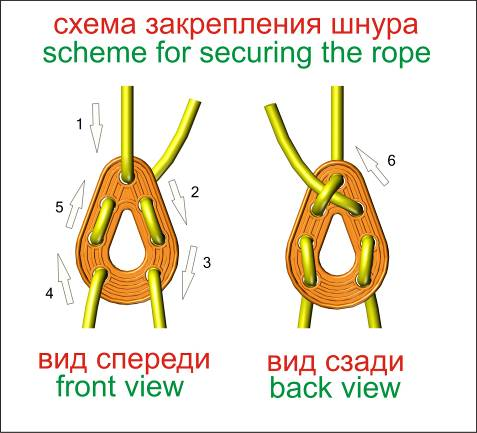 схема закрепления шнура
scheme for securing the rope
1
2
3
4
5
6
вид спереди
front view
вид сзади
back view